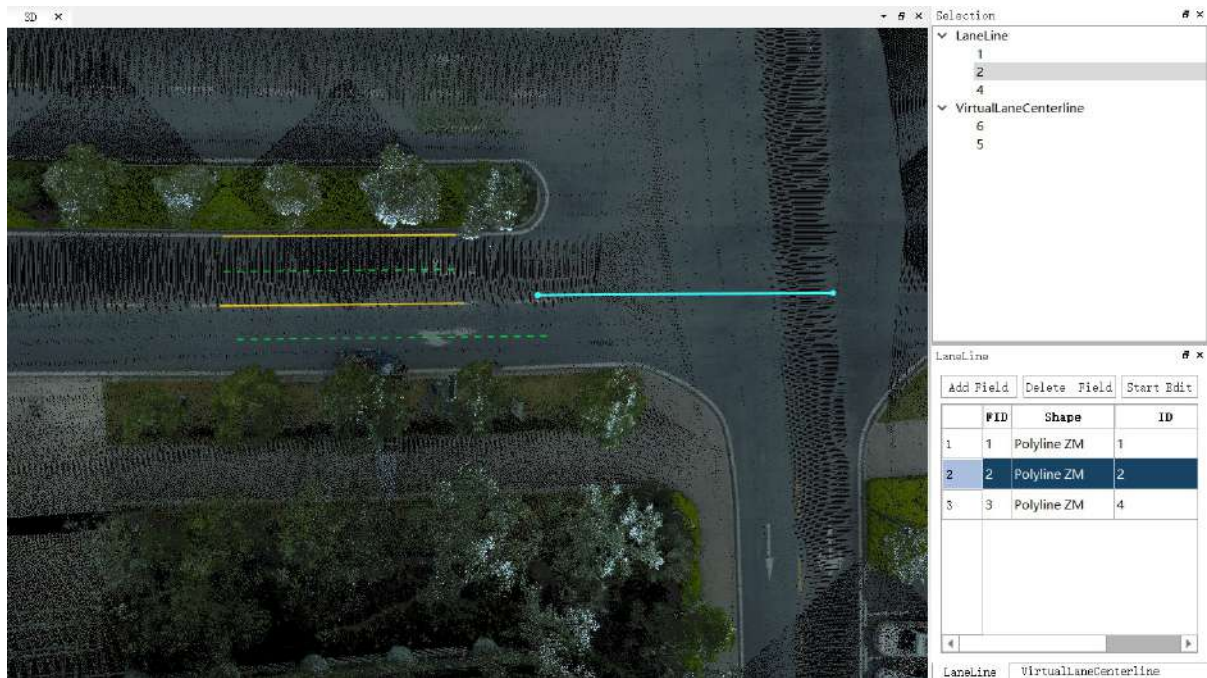 3D
Selection
LaneLine
1
2
4
VirtualLaneCenterline
6
5
LaneLine
Add Field Delete Field Start Edit
FID Shape ID
1 1 Polyline ZM 1
2 2 Polyline ZM 2
3 3 Polyline ZM 4
LaneLine VirtualLaneCenterline